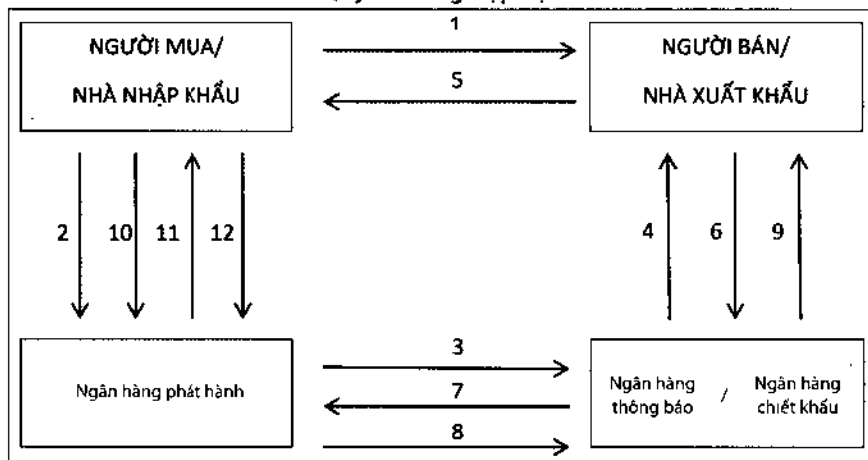 1
NGƯỜI MUA/
NHÀ NHẬP KHẨU
NGƯỜI BÁN/
NHÀ XUẤT KHẨU
5
2
10
11
12
4
6
9
3
Ngân hàng phát hành
7
8
Ngân hàng
thông báo
/
Ngân hàng
chiết khấu